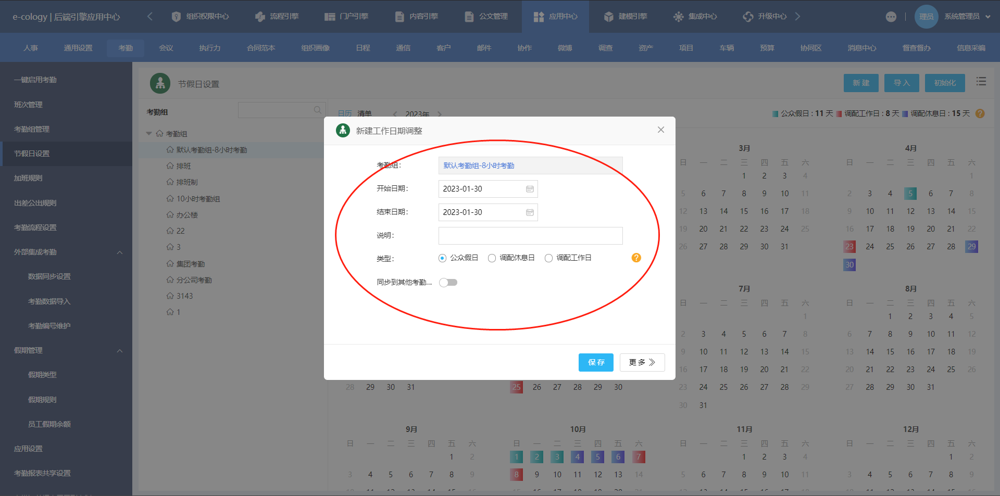 e-cology | 后端引擎应用中心
组织权限中心 流程引擎 门户引擎 内容引擎 公文管理 应用中心 建模引擎 集成中心 升级中心
理员 系统管理员
人事 通用设置 考勤 会议 执行力 合同范本 组织画像 日程 通信 客户 邮件 协作 微博 调查 资产 项目 车辆 预算 协同区 消息中心 督查督办 信息采编
一键启用考勤
班次管理
考勤组管理
节假日设置
加班规则
出差公出规则
考勤流程设置
外部集成考勤
数据同步设置
考勤数据导入
考勤编号维护
假期管理
假期类型
假期规则
员工假期余额
应用设置
考勤报表共享设置
节假日设置
新 建 导 入 初始化
考勤组
考勤组
默认考勤组-8小时考勤
排班
排班制
10小时考勤组
办公楼
22
3
集团考勤
分公司考勤
3143
1
日历 清单 2023年
公众假日 : 11 天 调配工作日 : 8 天 调配休息日 : 15 天 ?
新建工作日期调整
考勤组:
默认考勤组-8小时考勤
开始日期:
2023-01-30
结束日期:
2023-01-30
说明:
类型:
公众假日 调配休息日 调配工作日 ?
同步到其他考勤...
保 存 更 多
3月
日 一 二 三 四 五 六
1 2 3 4
5 6 7 8 9 10 11
12 13 14 15 16 17 18
19 20 21 22 23 24 25
26 27 28 29 30 31
4月
日 一 二 三 四 五 六
1
2 3 4 5 6 7 8
9 10 11 12 13 14 15
16 17 18 19 20 21 22
23 24 25 26 27 28 29
30
28 29 30 31
25 26 27 28 29 30
7月
日 一 二 三 四 五 六
1
2 3 4 5 6 7 8
9 10 11 12 13 14 15
16 17 18 19 20 21 22
23 24 25 26 27 28 29
30 31
8月
日 一 二 三 四 五 六
1 2 3 4 5
6 7 8 9 10 11 12
13 14 15 16 17 18 19
20 21 22 23 24 25 26
27 28 29 30 31
9月
日 一 二 三 四 五 六
1 2
3 4 5 6 7 8 9
10月
日 一 二 三 四 五 六
1 2 3 4 5 6 7
8 9 10 11 12 13 14
11月
日 一 二 三 四 五 六
1 2 3 4
5 6 7 8 9 10 11
12月
日 一 二 三 四 五 六
1 2
3 4 5 6 7 8 9